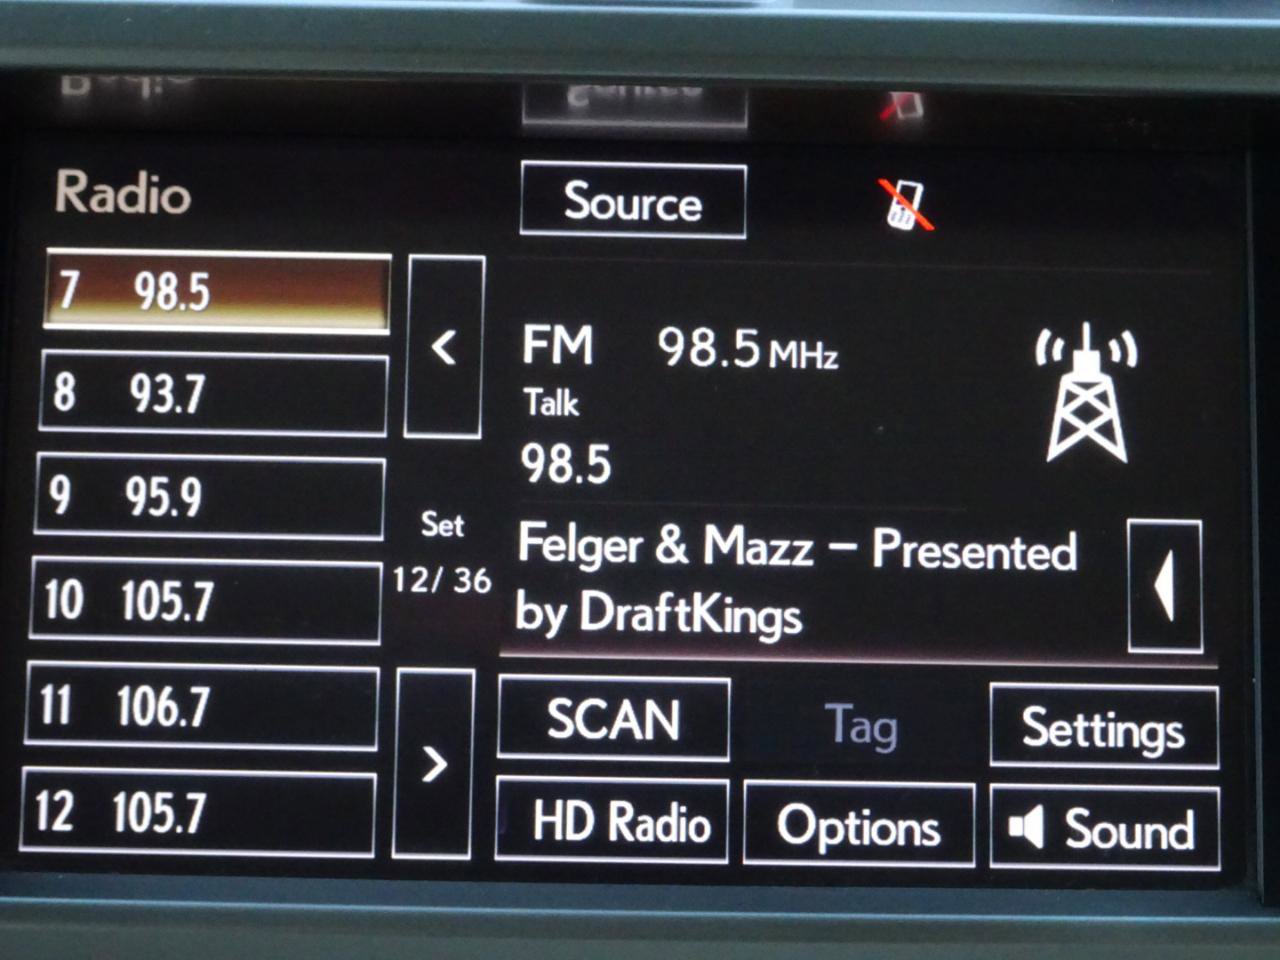 Radio
Source
7 98.5
8 93.7
9 95.9
10 105.7
11 106.7
12 105.7
<
Set
12/ 36
>
FM 98.5 MHz
Talk
98.5
Felger & Mazz – Presented
by DraftKings
SCAN
Tag
Settings
HD Radio
Options
Sound